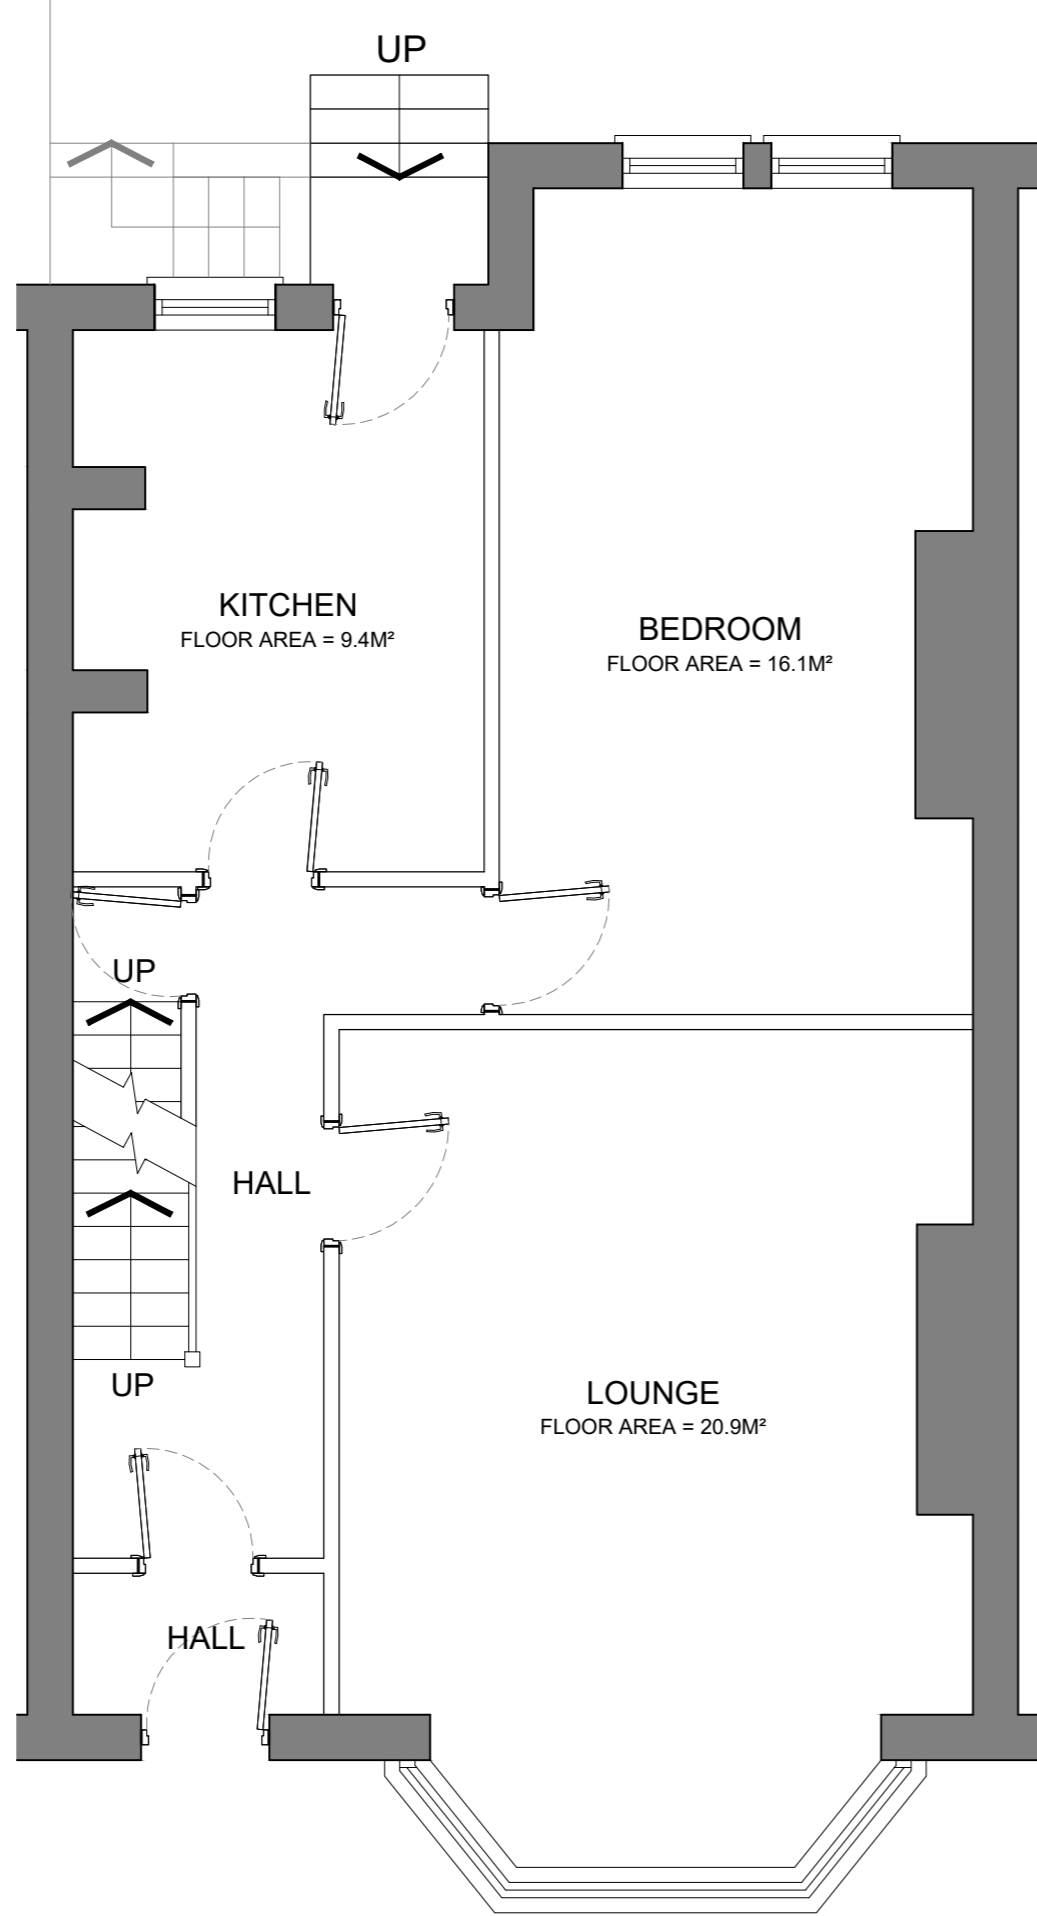 UP
KITCHEN
FLOOR AREA = 9.4M²
BEDROOM
FLOOR AREA = 16.1M²
UP
HALL
UP
LOUNGE
FLOOR AREA = 20.9M²
HALL